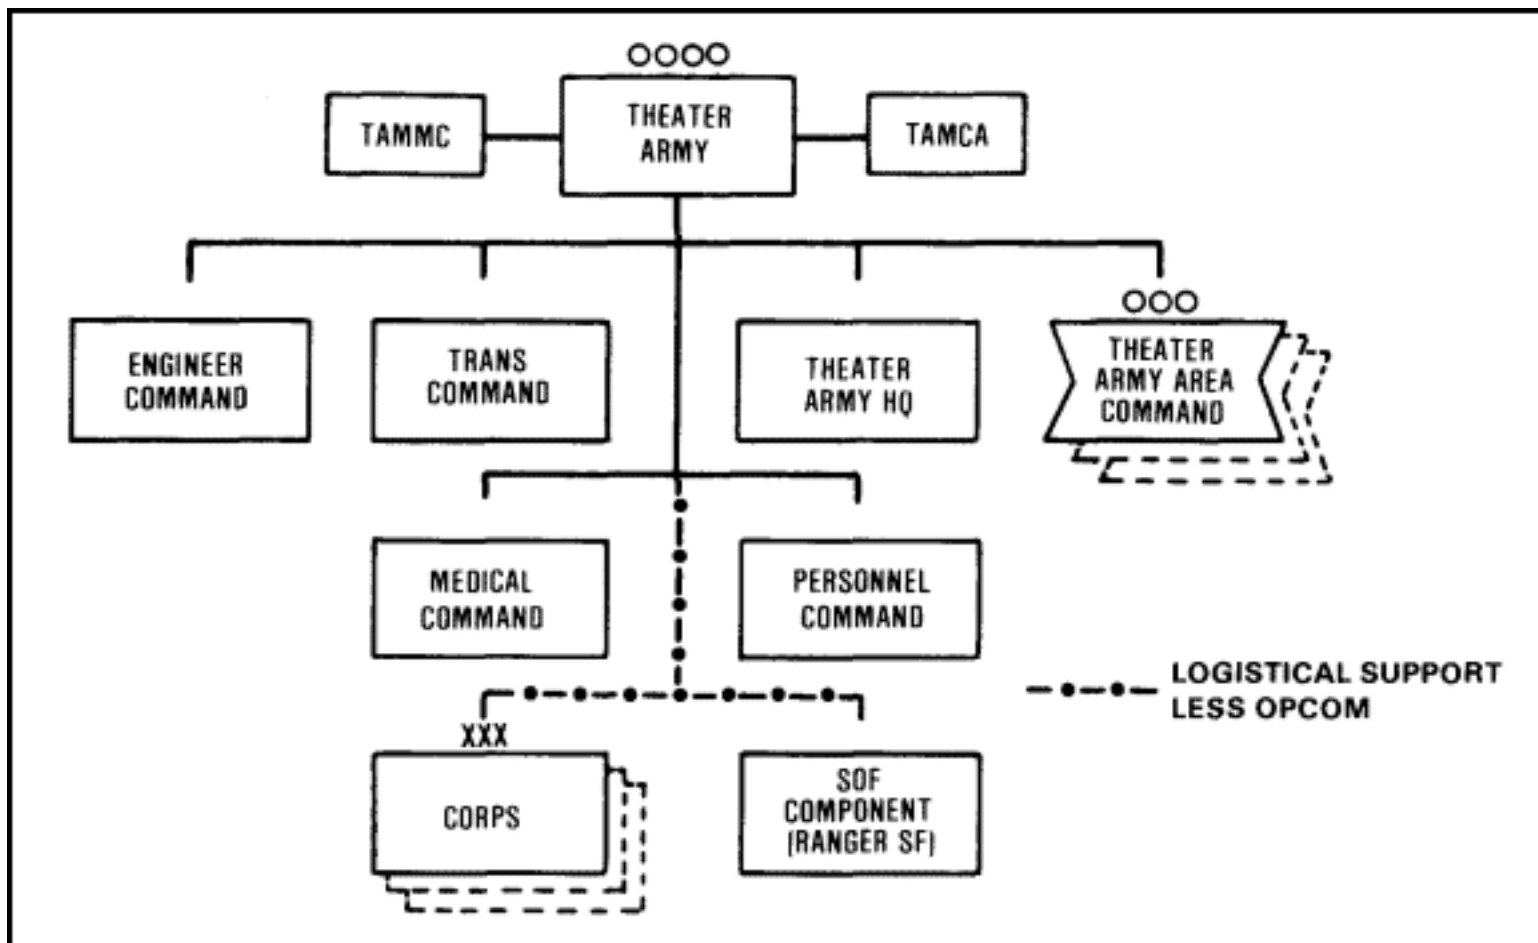 OOOO
TAMMC
THEATER
ARMY
TAMCA
ENGINEER
COMMAND
TRANS
COMMAND
THEATER
ARMY HQ
OOO
THEATER
ARMY AREA
COMMAND
MEDICAL
COMMAND
PERSONNEL
COMMAND
LOGISTICAL SUPPORT
LESS OPCOM
XXX
CORPS
SOF
COMPONENT
(RANGER SF)